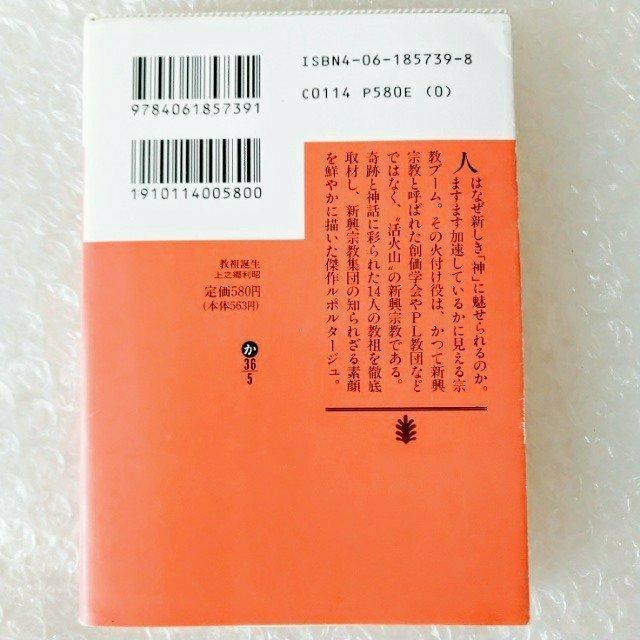 ISBN4-06-185739-8
C0114 P580E (0)
9784061857391
1910114005800
人はなぜ新しき「神」に魅せられるのか。
ますます加速しているかに見える宗
教ブーム。その火付け役は、かつて新興
宗教と呼ばれた創価学会やPL教団など
ではなく、“活火山”の新興宗教である。
奇跡と神話に彩られた14人の教祖を徹底
取材し、新興宗教集団の知られざる素顔
を鮮やかに描いた傑作ルポルタージュ。
教祖誕生
上之郷利昭
定価580円
(本体563円)
か
36
5